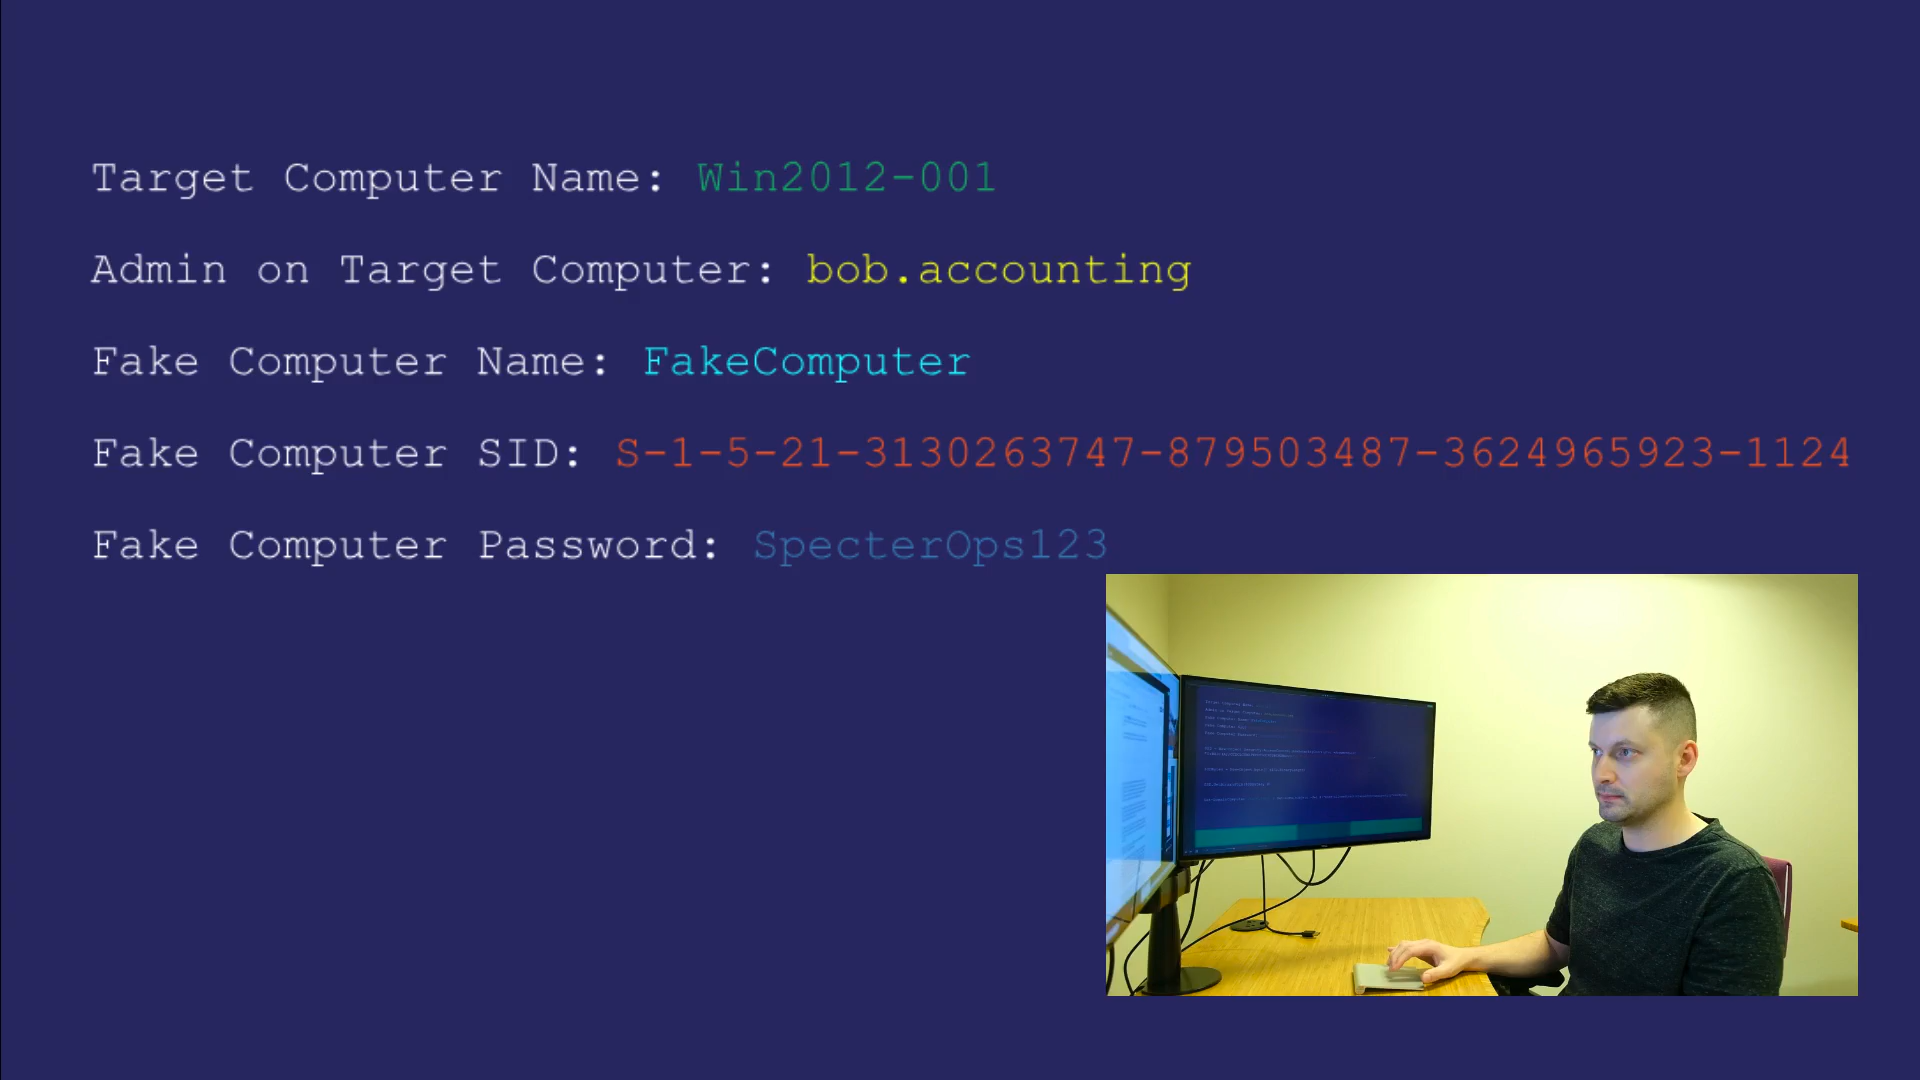 Target Computer Name: Win2012-001
Admin on Target Computer: bob.accounting
Fake Computer Name: FakeComputer
Fake Computer SID: S-1-5-21-3130263747-879503487-3624965923-1124
Fake Computer Password: SpecterOps123